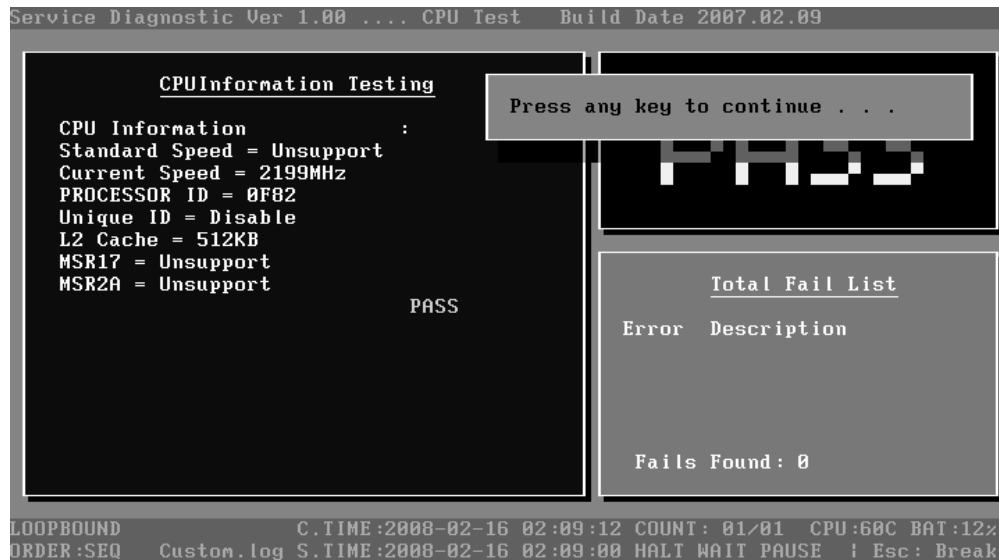 Service Diagnostic Ver 1.00 .... CPU Test Build Date 2007.02.09
CPUInformation Testing
CPU Information :
Standard Speed = Unsupport
Current Speed = 2199MHz
PROCESSOR ID = 0F82
Unique ID = Disable
L2 Cache = 512KB
MSR17 = Unsupport
MSR2A = Unsupport
PASS
Press any key to continue . . .
PASS
Total Fail List
Error Description
Fails Found: 0
LOOPBOUND C.TIME:2008-02-16 02:09:12 COUNT: 01/01 CPU:60C BAT:12%
ORDER:SEQ Custom.log S.TIME:2008-02-16 02:09:00 HALT WAIT PAUSE | Esc: Break